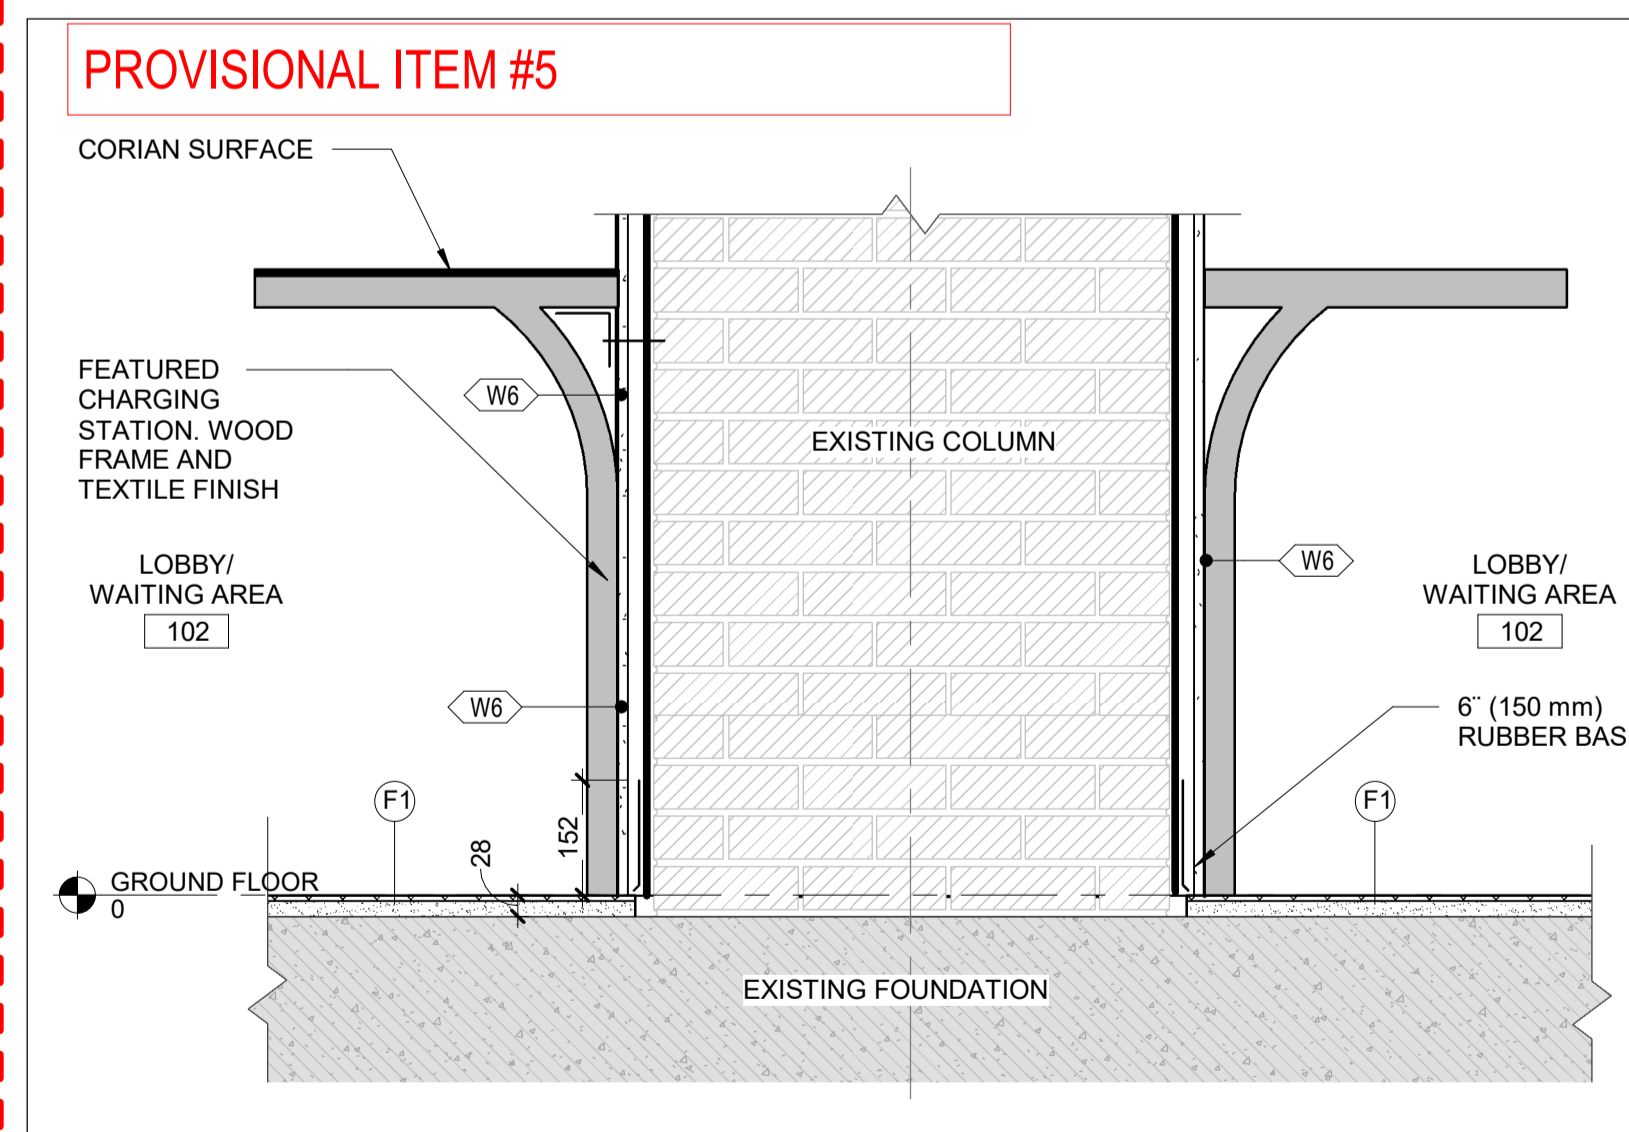 PROVISIONAL ITEM #5
CORIAN SURFACE
FEATURED
CHARGING
STATION. WOOD
FRAME AND
TEXTILE FINISH
W6
EXISTING COLUMN
W6
LOBBY/
WAITING AREA
102
LOBBY/
WAITING AREA
102
W6
6¨ (150 mm)
RUBBER BAS
F1
F1
152
28
GROUND FLOOR
0
EXISTING FOUNDATION